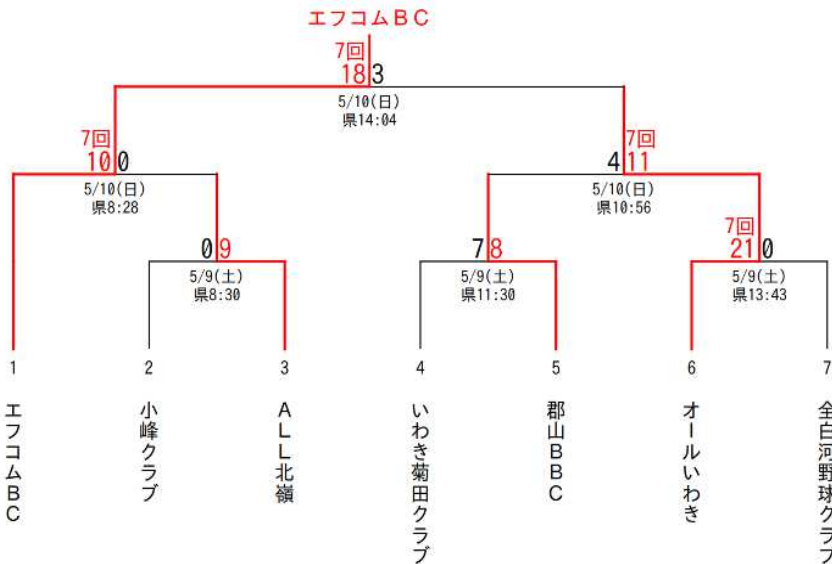 エフコムBC
7回
18 3
5/10(日)
県14:04
7回
10 0
5/10(日)
県8:28
7回
4 11
5/10(日)
県10:56
0 9
5/9(土)
県8:30
7 8
5/9(土)
県11:30
7回
21 0
5/9(土)
県13:43
1
2
3
4
5
6
7
エフコムBC
小峰クラブ
ALL北嶺
いわき菊田クラブ
郡山BBC
オールいわき
全白河野球クラブ